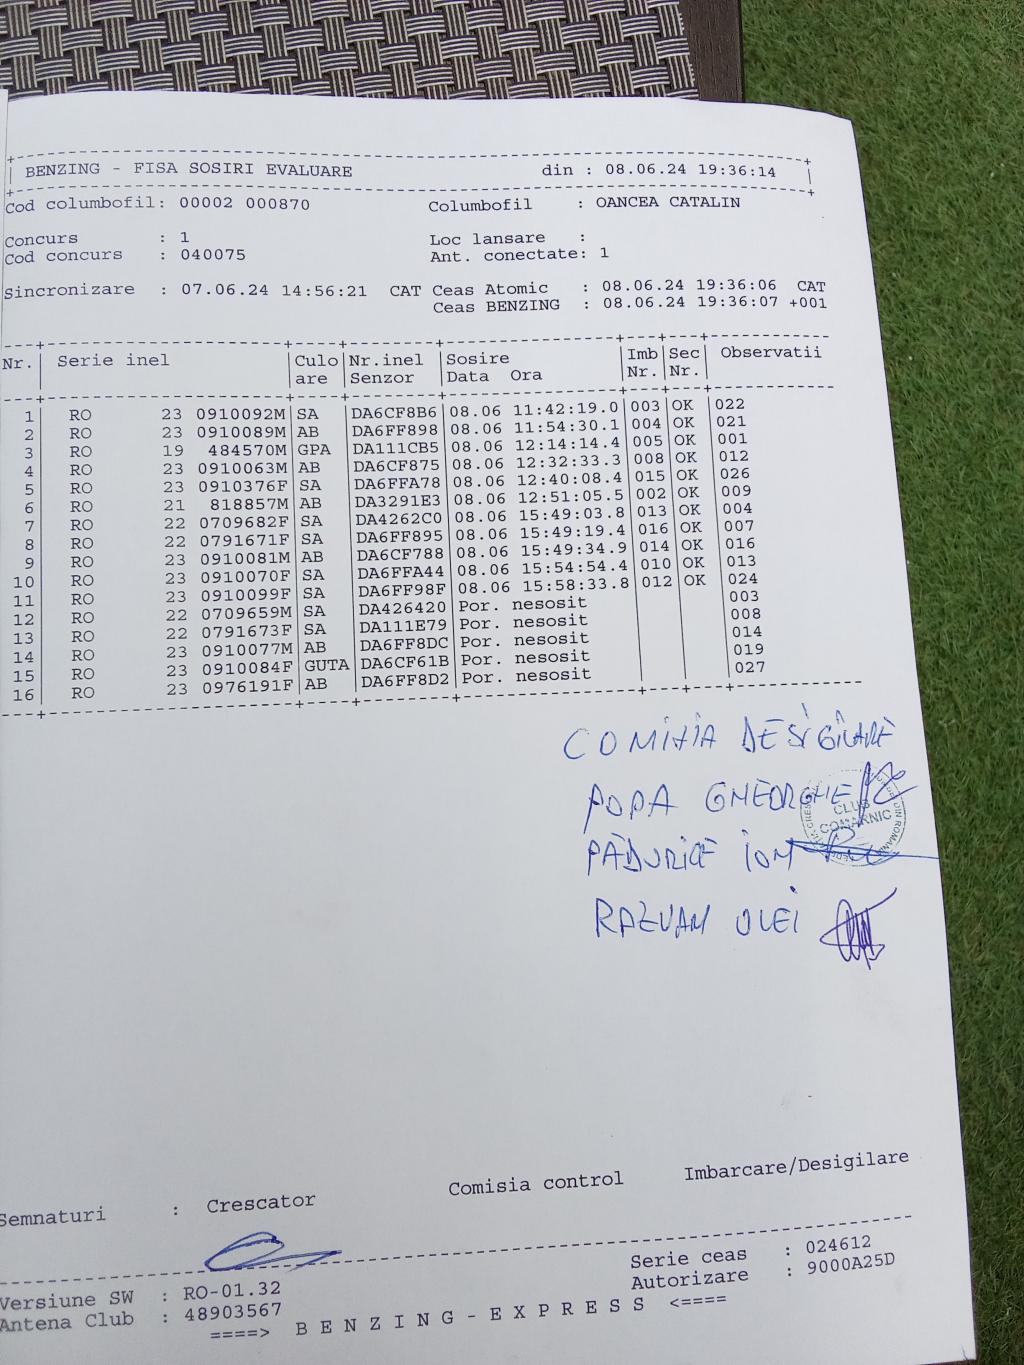 BENZING - FISA SOSIRI EVALUARE din : 08.06.24 19:36:14
Cod columbofil: 00002 000870 Columbofil : OANCEA CATALIN
Concurs : 1 Loc lansare :
Cod concurs : 040075 Ant. conectate: 1
Sincronizare : 07.06.24 14:56:21 CAT Ceas Atomic : 08.06.24 19:36:06 CAT
Ceas BENZING : 08.06.24 19:36:07 +001
Nr. Serie inel Culo Nr.inel Sosire Imb Sec Observatii
are Senzor Data Ora Nr. Nr.
1 RO 23 0910092M SA DA6CF8B6 08.06 11:42:19.0 003 OK 022
2 RO 23 0910089M AB DA6FF898 08.06 11:54:30.1 004 OK 021
3 RO 19 484570M GPA DA111CB5 08.06 12:14:14.4 005 OK 001
4 RO 23 0910063M AB DA6CF875 08.06 12:32:33.3 008 OK 012
5 RO 23 0910376F SA DA6FFA78 08.06 12:40:08.4 015 OK 026
6 RO 21 818857M AB DA3291E3 08.06 12:51:05.5 002 OK 009
7 RO 22 0709682F SA DA4262C0 08.06 15:49:03.8 013 OK 004
8 RO 22 0791671F SA DA6FF895 08.06 15:49:19.4 016 OK 007
9 RO 23 0910081M AB DA6CF788 08.06 15:49:34.9 014 OK 016
10 RO 23 0910070F SA DA6FFA44 08.06 15:54:54.4 010 OK 013
11 RO 23 0910099F SA DA6FF98F 08.06 15:58:33.8 012 OK 024
12 RO 22 0709659M SA DA426420 Por. nesosit 003
13 RO 22 0791673F SA DA111E79 Por. nesosit 008
14 RO 23 0910077M AB DA6FF8DC Por. nesosit 014
15 RO 23 0910084F GUTA DA6CF61B Por. nesosit 019
16 RO 23 0976191F AB DA6FF8D2 Por. nesosit 027
COMISIA DESIGILARE
POPA GHEORGHE
CLUB
COMARNIC
DIN ROMANIA
PĂDURICE ION
RAZVAN OLEI
Semnaturi : Crescator Comisia control Imbarcare/Desigilare
Versiune SW : RO-01.32 Serie ceas : 024612
Antena Club : 48903567 Autorizare : 9000A25D
====> B E N Z I N G - E X P R E S S <====